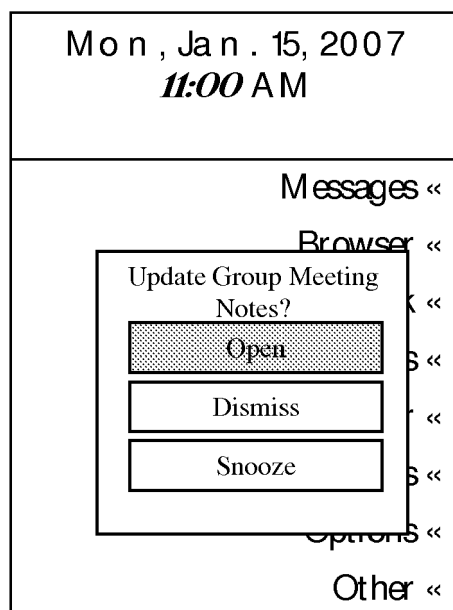 Mon, Jan. 15, 2007
11:00 AM
Messages «
Browser «
Update Group Meeting
Notes?
k «
Open
s «
Dismiss
r «
Snooze
s «
Options «
Other «